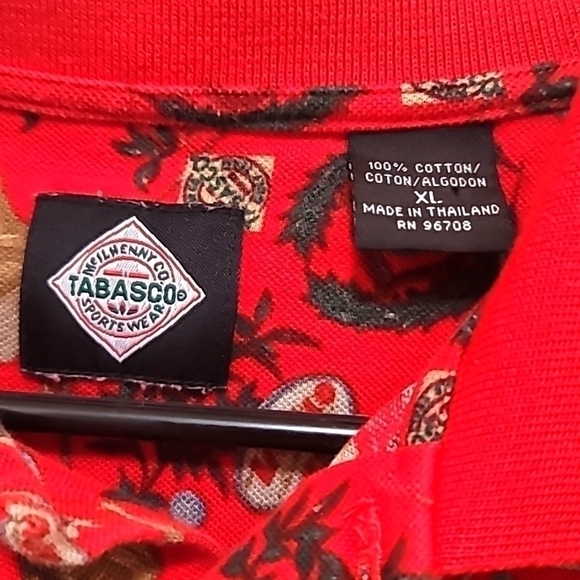 McILHENNY CO.
TABASCO®
SPORTSWEAR
100% COTTON/
COTON/ALGODON
XL
MADE IN THAILAND
RN 96708